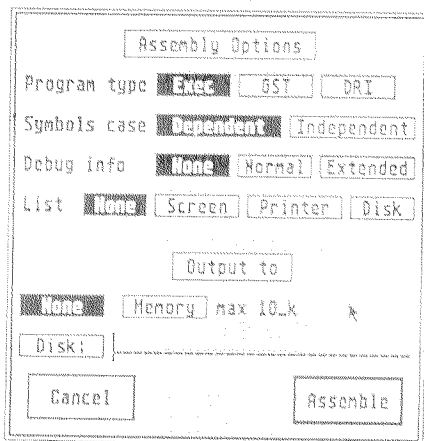 Assembly Options
Program type Exec GST DRI
Symbols case Dependent Independent
Debug info None Normal Extended
List None Screen Printer Disk
Output to
None Memory max 10_k
Disk:
Cancel Assemble